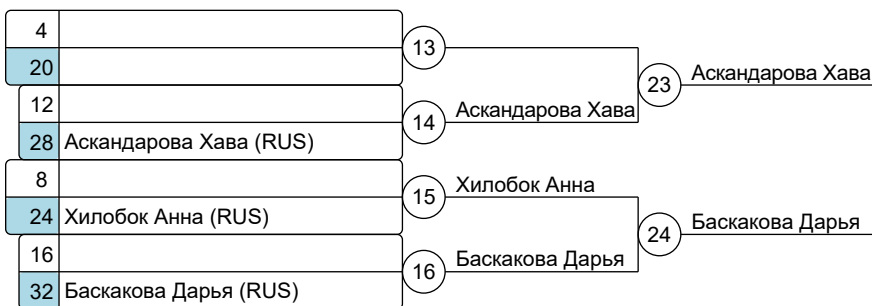 4
13
20
23 Аскандарова Хава
12
14 Аскандарова Хава
28 Аскандарова Хава (RUS)
8
15 Хилобок Анна
24 Хилобок Анна (RUS)
24 Баскакова Дарья
16
16 Баскакова Дарья
32 Баскакова Дарья (RUS)